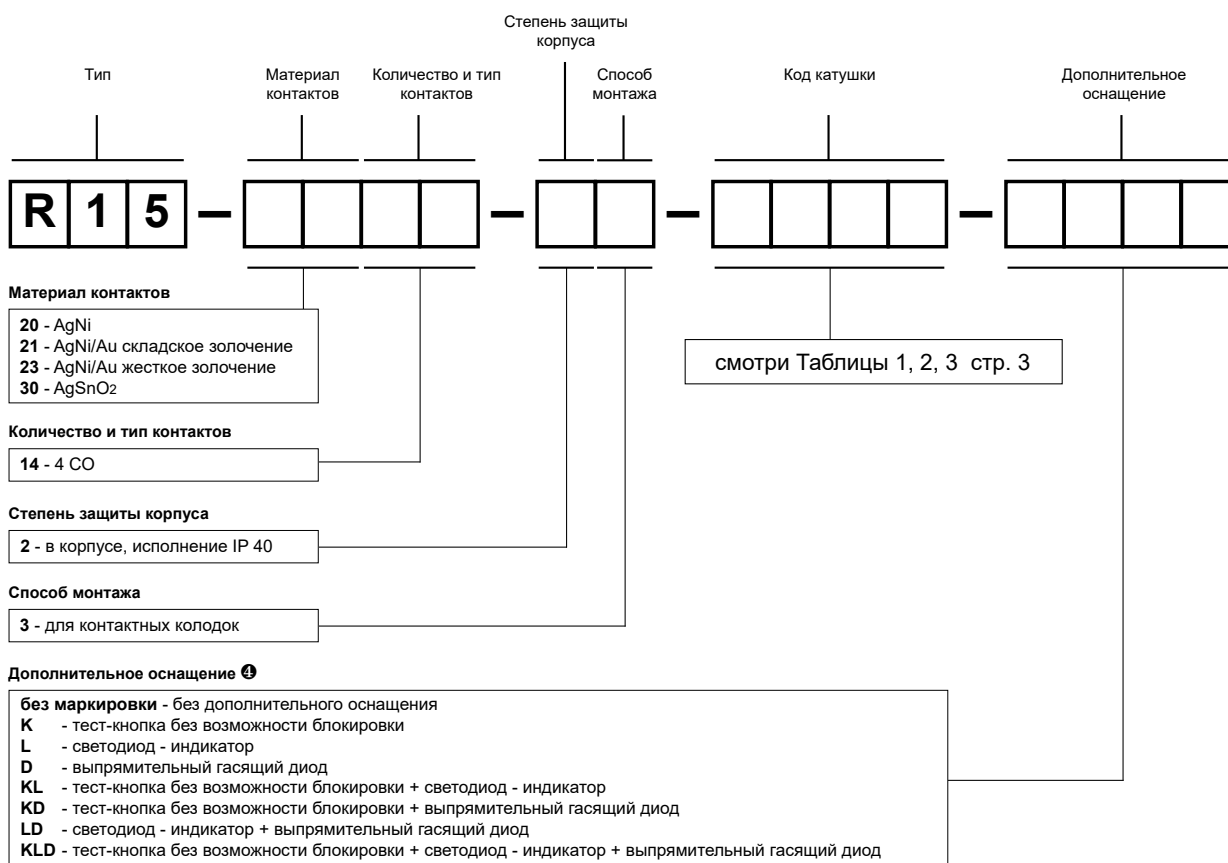 Степень защиты
корпуса
Тип
Материал
контактов
Количество и тип
контактов
Способ
монтажа
Код катушки
Дополнительное
оснащение
R 1 5 – – – –
Материал контактов
20 - AgNi
21 - AgNi/Au складское золочение
23 - AgNi/Au жесткое золочение
30 - AgSnO2
смотри Таблицы 1, 2, 3 стр. 3
Количество и тип контактов
14 - 4 CO
Степень защиты корпуса
2 - в корпусе, исполнение IP 40
Способ монтажа
3 - для контактных колодок
Дополнительное оснащение ❹
без маркировки - без дополнительного оснащения
K - тест-кнопка без возможности блокировки
L - светодиод - индикатор
D - выпрямительный гасящий диод
KL - тест-кнопка без возможности блокировки + светодиод - индикатор
KD - тест-кнопка без возможности блокировки + выпрямительный гасящий диод
LD - светодиод - индикатор + выпрямительный гасящий диод
KLD - тест-кнопка без возможности блокировки + светодиод - индикатор + выпрямительный гасящий диод